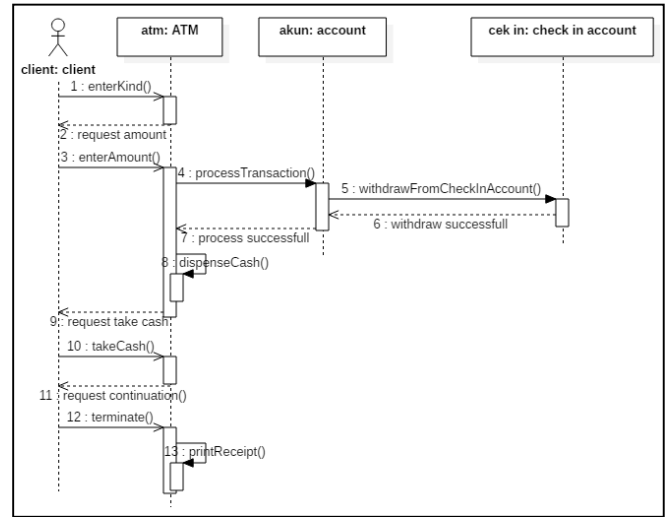 atm: ATM
akun: account
cek in: check in account
client: client
1 : enterKind()
2 : request amount
3 : enterAmount()
4 : processTransaction()
5 : withdrawFromCheckInAccount()
6 : withdraw successfull
7 : process successfull
8 : dispenseCash()
9 : request take cash
10 : takeCash()
11 : request continuation()
12 : terminate()
13 : printReceipt()